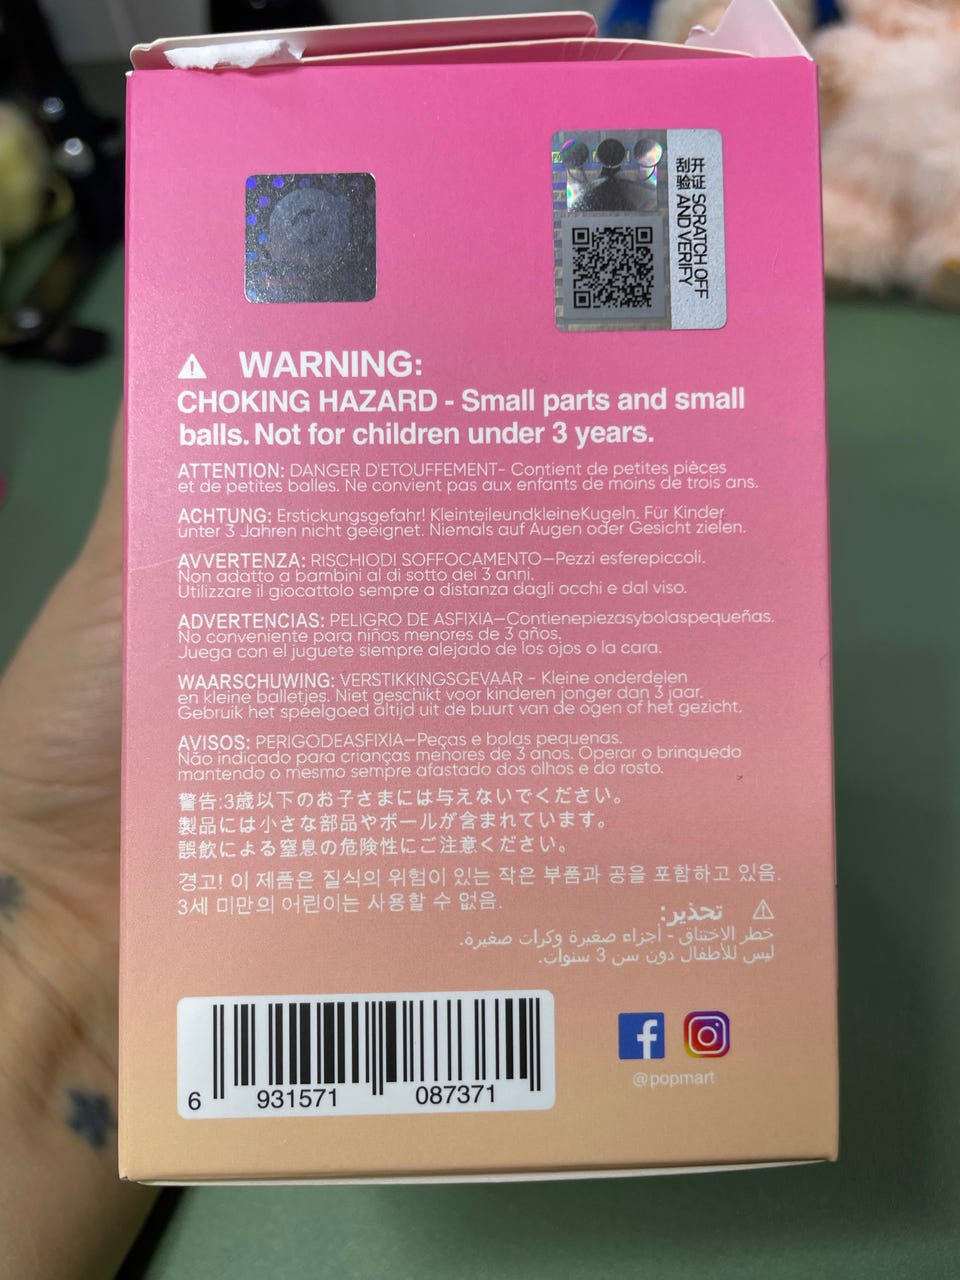 开证 SCRATCH OFF
刮验 AND VERIFY
WARNING:
CHOKING HAZARD - Small parts and small
balls. Not for children under 3 years.
ATTENTION: DANGER D'ETOUFFEMENT- Contient de petites pièces
et de petites balles. Ne convient pas aux enfants de moins de trois ans.
ACHTUNG: Erstickungsgefahr! KleinteileundkleineKugeln. Für Kinder
unter 3 Jahren nicht geeignet. Niemals auf Augen oder Gesicht zielen.
AVVERTENZA: RISCHIODI SOFFOCAMENTO—Pezzi esferepiccoli.
Non adatto a bambini al di sotto dei 3 anni.
Utilizzare il giocattolo sempre a distanza dagli occhi e dal viso.
ADVERTENCIAS: PELIGRO DE ASFIXIA—Contienepiezasybolaspequeñas.
No conveniente para niños menores de 3 años.
Juega con el juguete siempre alejado de los ojos o la cara.
WAARSCHUWING: VERSTIKKINGSGEVAAR - Kleine onderdelen
en kleine balletjes. Niet geschikt voor kinderen jonger dan 3 jaar.
Gebruik het speelgoed altijd uit de buurt van de ogen of het gezicht.
AVISOS: PERIGODEASFIXIA—Peças e bolas pequenas.
Não indicado para crianças menores de 3 anos. Operar o brinquedo
mantendo o mesmo sempre afastado dos olhos e do rosto.
警告:3歳以下のお子さまには与えないでください。
製品には小さな部品やボールが含まれています。
誤飲による窒息の危険性にご注意ください。
경고! 이 제품은 질식의 위험이 있는 작은 부품과 공을 포함하고 있음.
3세 미만의 어린이는 사용할 수 없음.
تحذير:
خطر الاختناق - أجزاء صغيرة وكرات صغيرة.
ليس للأطفال دون سن 3 سنوات.
6 931571 087371
@popmart